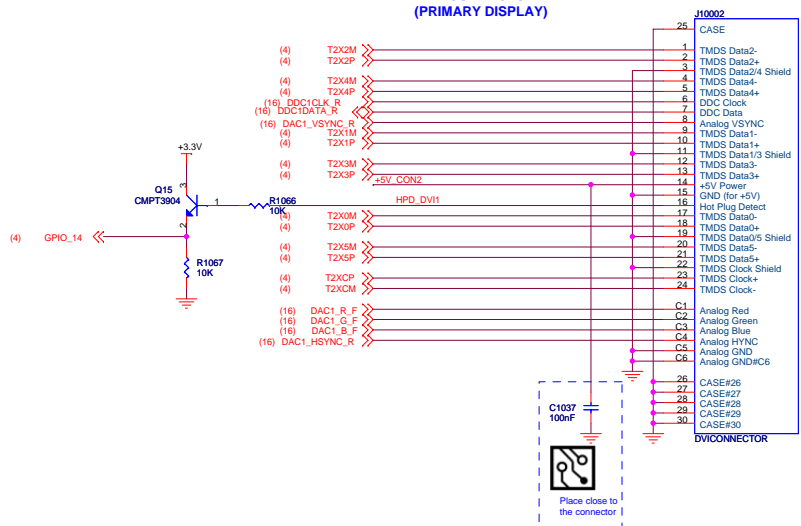 (PRIMARY DISPLAY)
J10002
25 CASE
(4) T2X2M 1 TMDS Data2-
(4) T2X2P 2 TMDS Data2+
3 TMDS Data2/4 Shield
(4) T2X4M 4 TMDS Data4-
(4) T2X4P 5 TMDS Data4+
(16) DDC1CLK_R 6 DDC Clock
(16) DDC1DATA_R 7 DDC Data
(16) DAC1_VSYNC_R 8 Analog VSYNC
(4) T2X1M 9 TMDS Data1-
(4) T2X1P 10 TMDS Data1+
11 TMDS Data1/3 Shield
(4) T2X3M 12 TMDS Data3-
(4) T2X3P 13 TMDS Data3+
+5V_CON2 14 +5V Power
15 GND (for +5V)
HPD_DVI1 16 Hot Plug Detect
(4) T2X0M 17 TMDS Data0-
(4) T2X0P 18 TMDS Data0+
19 TMDS Data0/5 Shield
(4) T2X5M 20 TMDS Data5-
(4) T2X5P 21 TMDS Data5+
22 TMDS Clock Shield
(4) T2XCP 23 TMDS Clock+
(4) T2XCM 24 TMDS Clock-
(16) DAC1_R_F C1 Analog Red
(16) DAC1_G_F C2 Analog Green
(16) DAC1_B_F C3 Analog Blue
(16) DAC1_HSYNC_R C4 Analog HYNC
C5 Analog GND
C6 Analog GND#C6
26 CASE#26
27 CASE#27
28 CASE#28
29 CASE#29
30 CASE#30
DVICONNECTOR
+3.3V
Q15
CMPT3904
3
1
2
R1066
10K
(4) GPIO_14
R1067
10K
C1037
100nF
Place close to
the connector